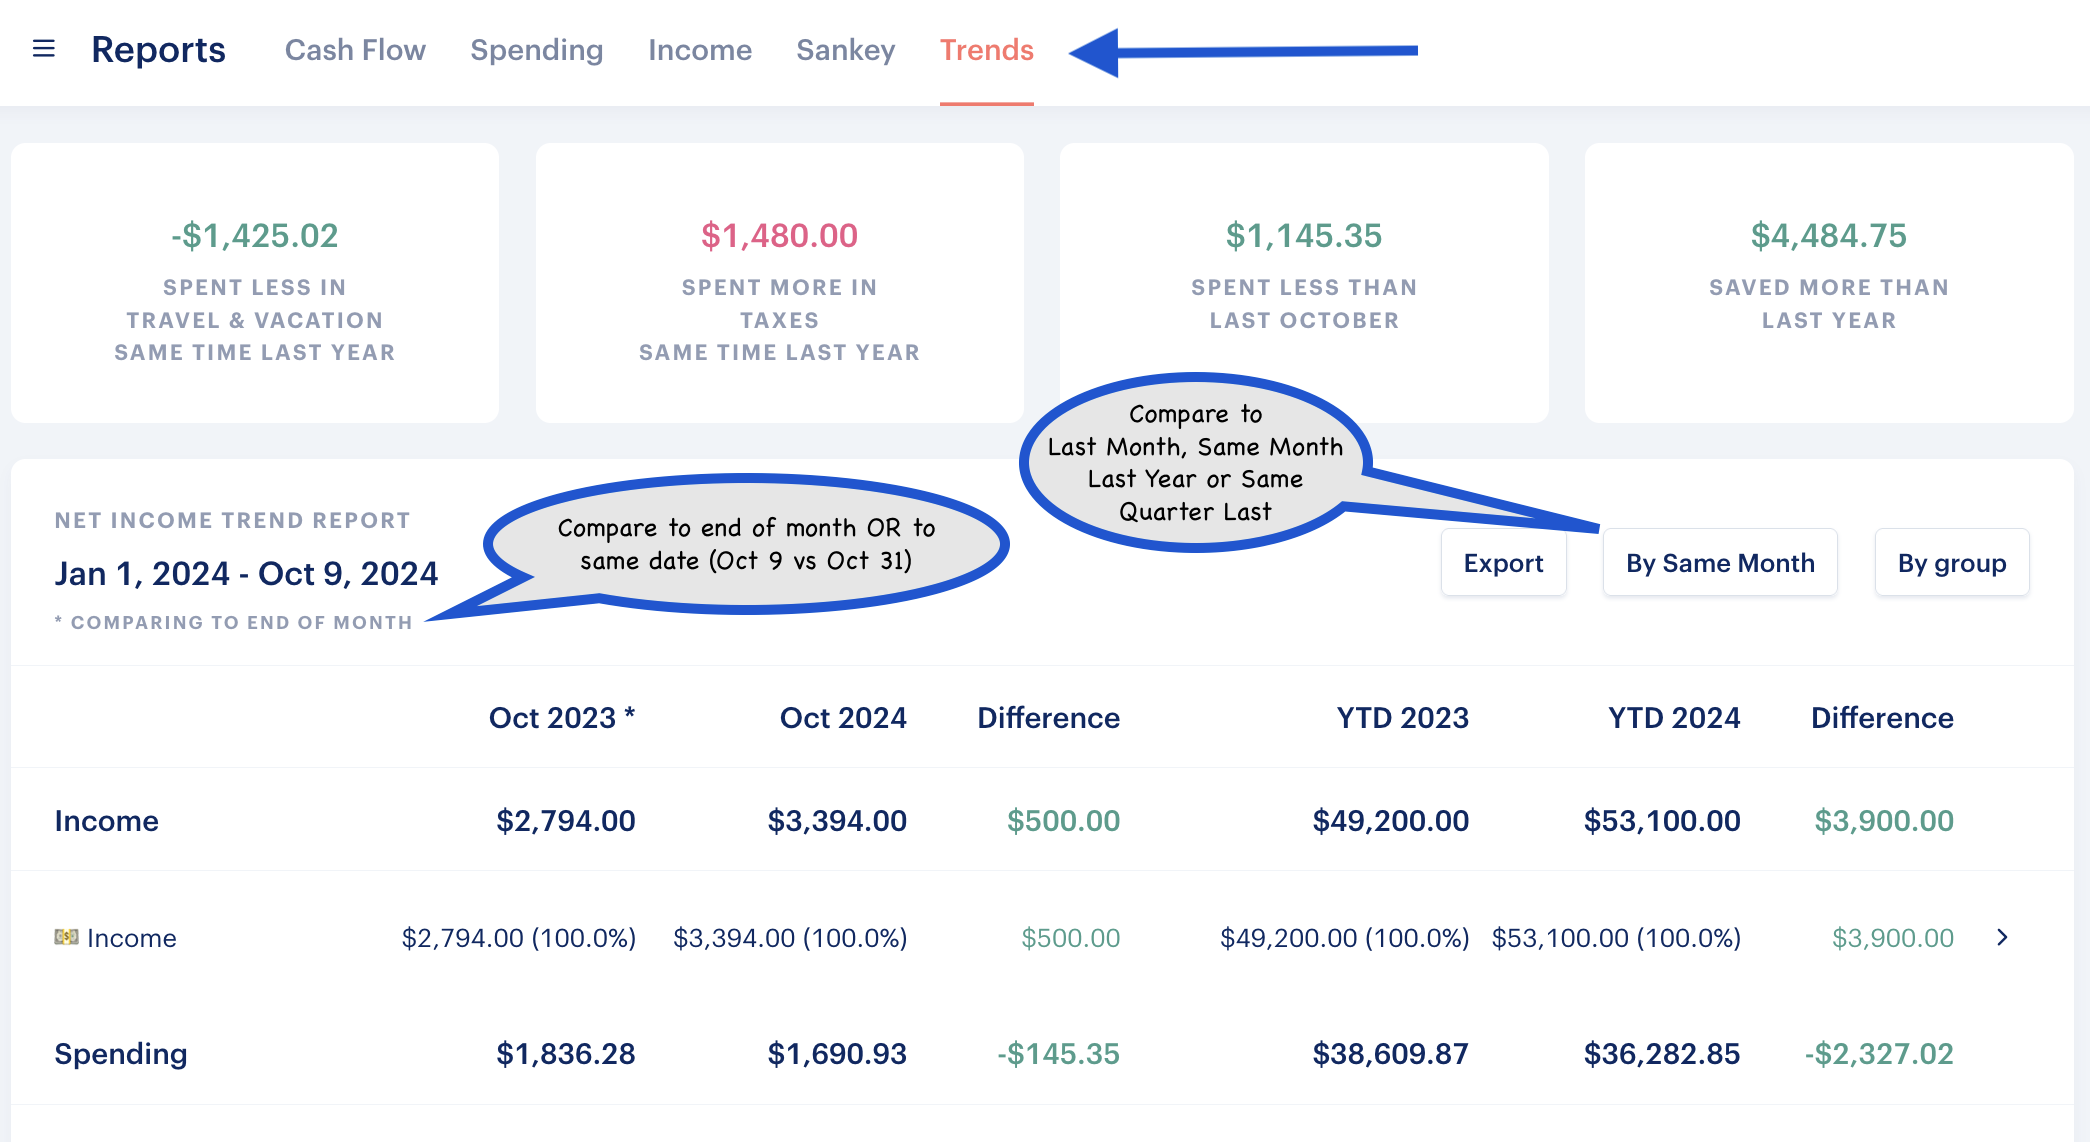 Reports Cash Flow Spending Income Sankey Trends
-$1,425.02
SPENT LESS IN
TRAVEL & VACATION
SAME TIME LAST YEAR
$1,480.00
SPENT MORE IN
TAXES
SAME TIME LAST YEAR
$1,145.35
SPENT LESS THAN
LAST OCTOBER
$4,484.75
SAVED MORE THAN
LAST YEAR
Compare to
Last Month, Same Month
Last Year or Same
Quarter Last
NET INCOME TREND REPORT
Jan 1, 2024 - Oct 9, 2024
* COMPARING TO END OF MONTH
Compare to end of month OR to
same date (Oct 9 vs Oct 31)
Export By Same Month By group
Oct 2023 * Oct 2024 Difference YTD 2023 YTD 2024 Difference
Income $2,794.00 $3,394.00 $500.00 $49,200.00 $53,100.00 $3,900.00
Income $2,794.00 (100.0%) $3,394.00 (100.0%) $500.00 $49,200.00 (100.0%) $53,100.00 (100.0%) $3,900.00
Spending $1,836.28 $1,690.93 -$145.35 $38,609.87 $36,282.85 -$2,327.02